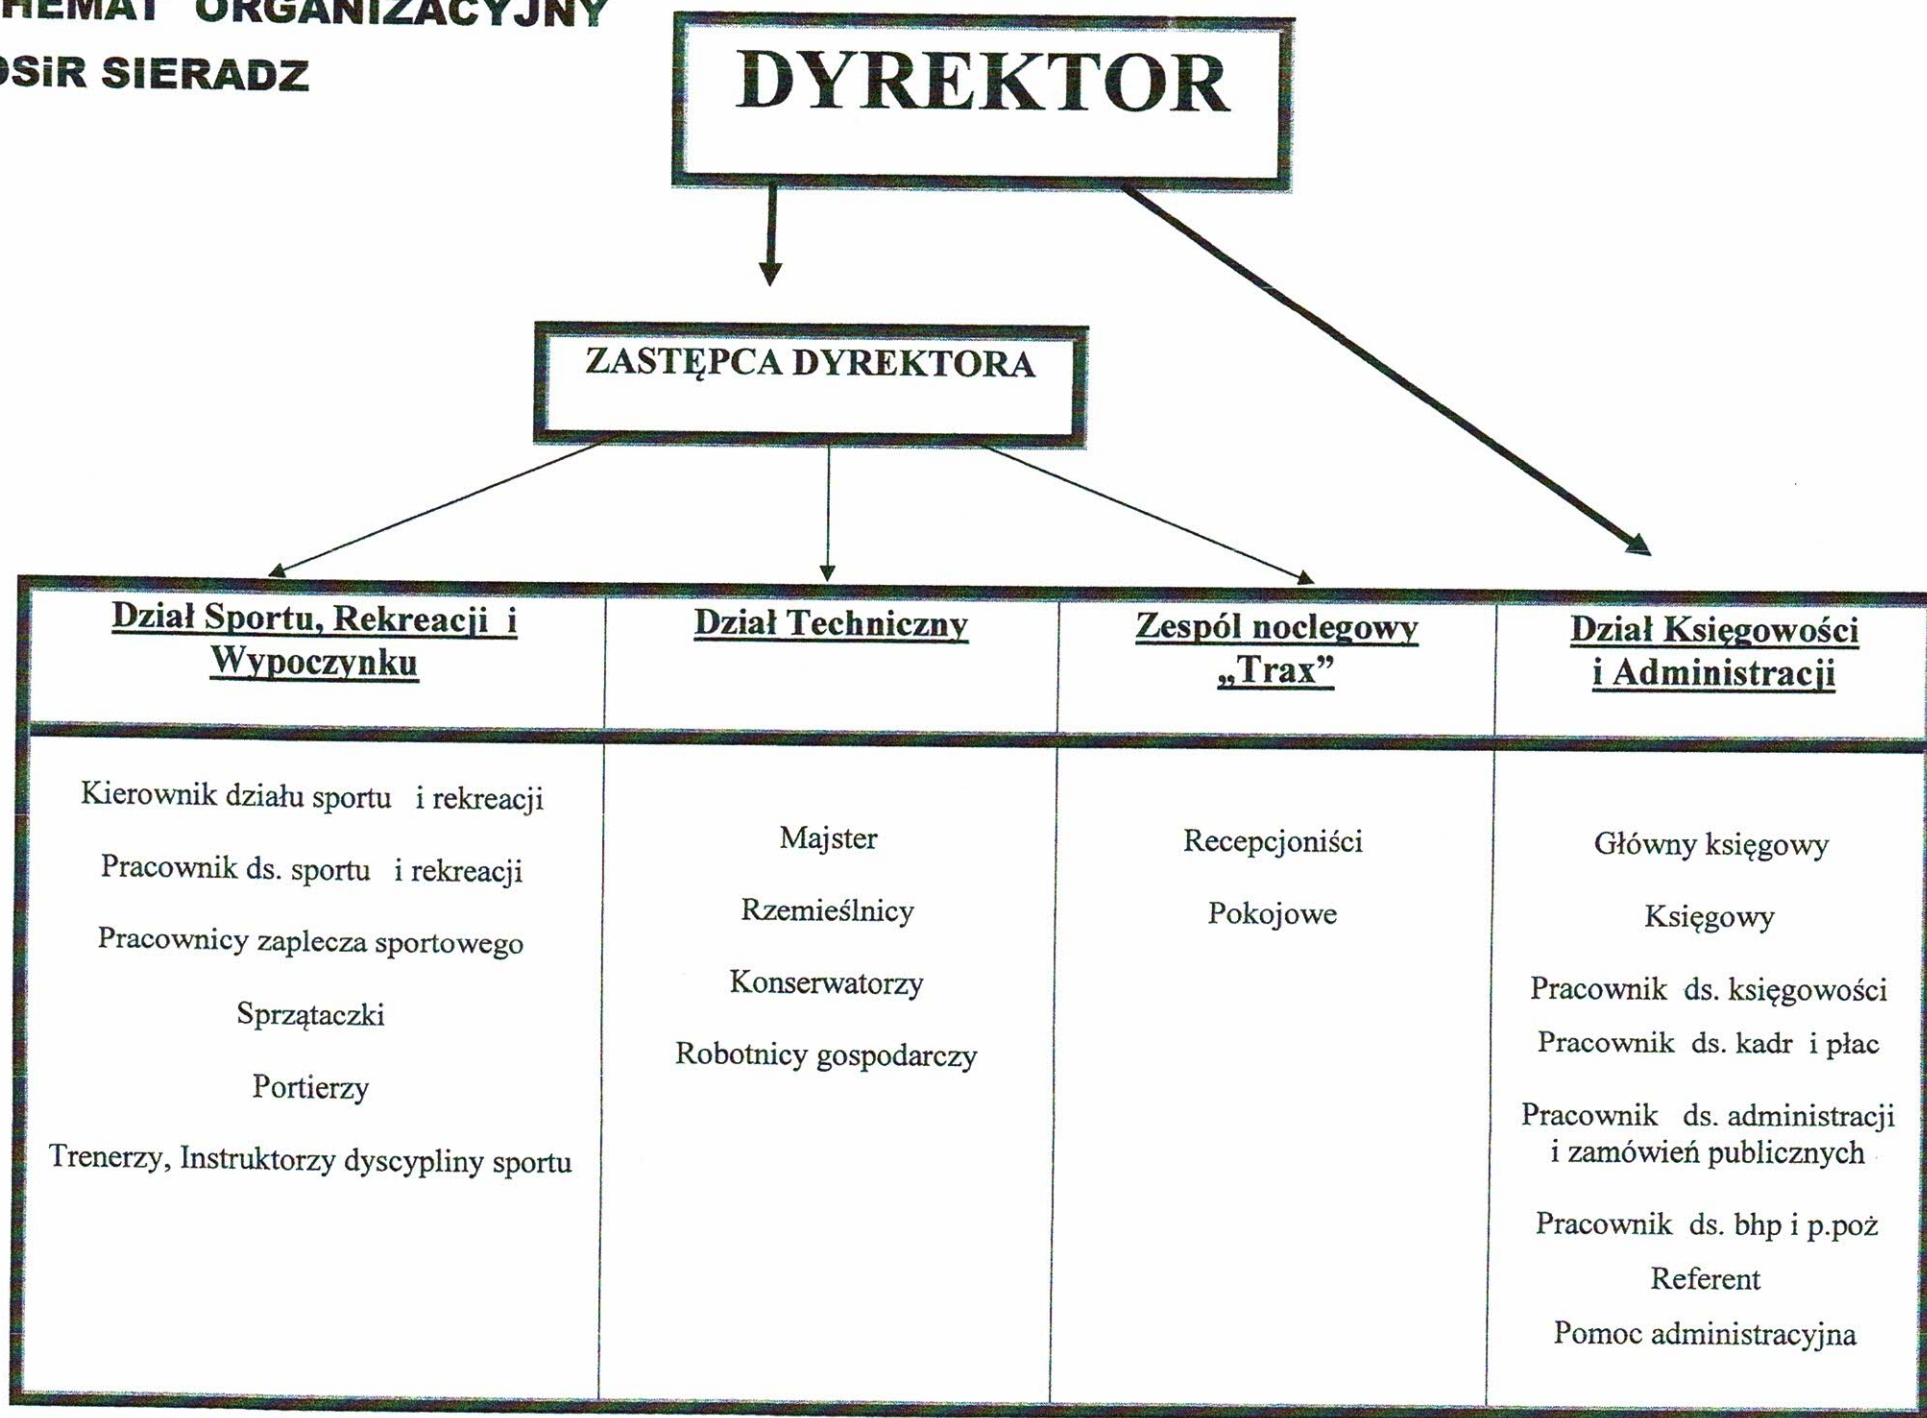 HEMAT ORGANIZACYJNY
OSiR SIERADZ
DYREKTOR
ZASTĘPCA DYREKTORA
Dział Sportu, Rekreacji i
Wypoczynku
Kierownik działu sportu i rekreacji
Pracownik ds. sportu i rekreacji
Pracownicy zaplecza sportowego
Sprzątaczki
Portierzy
Trenerzy, Instruktorzy dyscypliny sportu
Dział Techniczny
Majster
Rzemieślnicy
Konserwatorzy
Robotnicy gospodarczy
Zespól noclegowy
„Trax”
Recepcjoniści
Pokojowe
Dział Księgowości
i Administracji
Główny księgowy
Księgowy
Pracownik ds. księgowości
Pracownik ds. kadr i płac
Pracownik ds. administracji
i zamówień publicznych
Pracownik ds. bhp i p.poż
Referent
Pomoc administracyjna